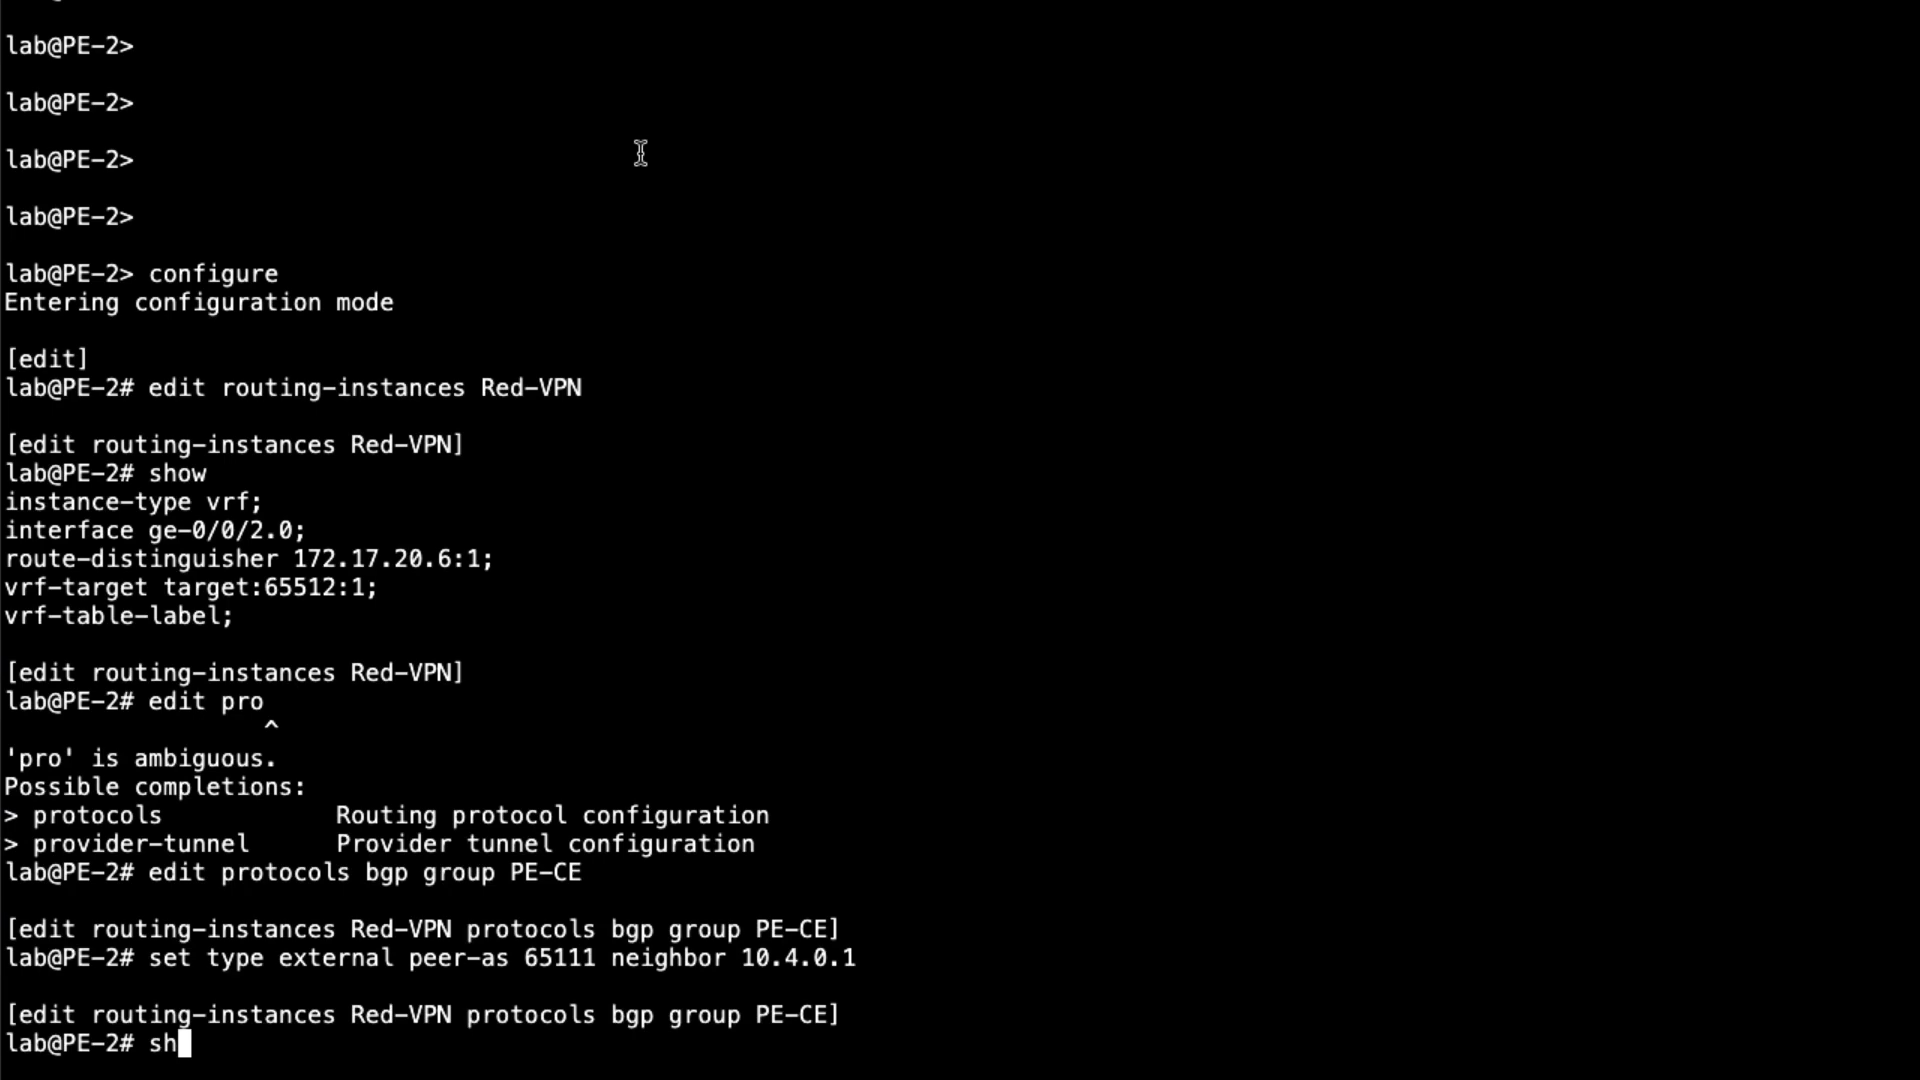 lab@PE-2>
lab@PE-2>
lab@PE-2>
lab@PE-2>
lab@PE-2> configure
Entering configuration mode
[edit]
lab@PE-2# edit routing-instances Red-VPN
[edit routing-instances Red-VPN]
lab@PE-2# show
instance-type vrf;
interface ge-0/0/2.0;
route-distinguisher 172.17.20.6:1;
vrf-target target:65512:1;
vrf-table-label;
[edit routing-instances Red-VPN]
lab@PE-2# edit pro
^
'pro' is ambiguous.
Possible completions:
> protocols            Routing protocol configuration
> provider-tunnel      Provider tunnel configuration
lab@PE-2# edit protocols bgp group PE-CE
[edit routing-instances Red-VPN protocols bgp group PE-CE]
lab@PE-2# set type external peer-as 65111 neighbor 10.4.0.1
[edit routing-instances Red-VPN protocols bgp group PE-CE]
lab@PE-2# sh